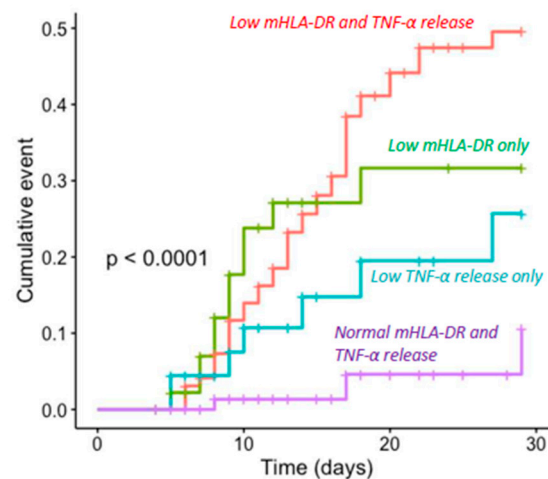 Low mHLA-DR and TNF-α release
0.5
0.4
Low mHLA-DR only
0.3
Cumulative event
p < 0.0001
0.2
Low TNF-α release only
0.1
Normal mHLA-DR and
TNF-α release
0.0
0 10 20 30
Time (days)